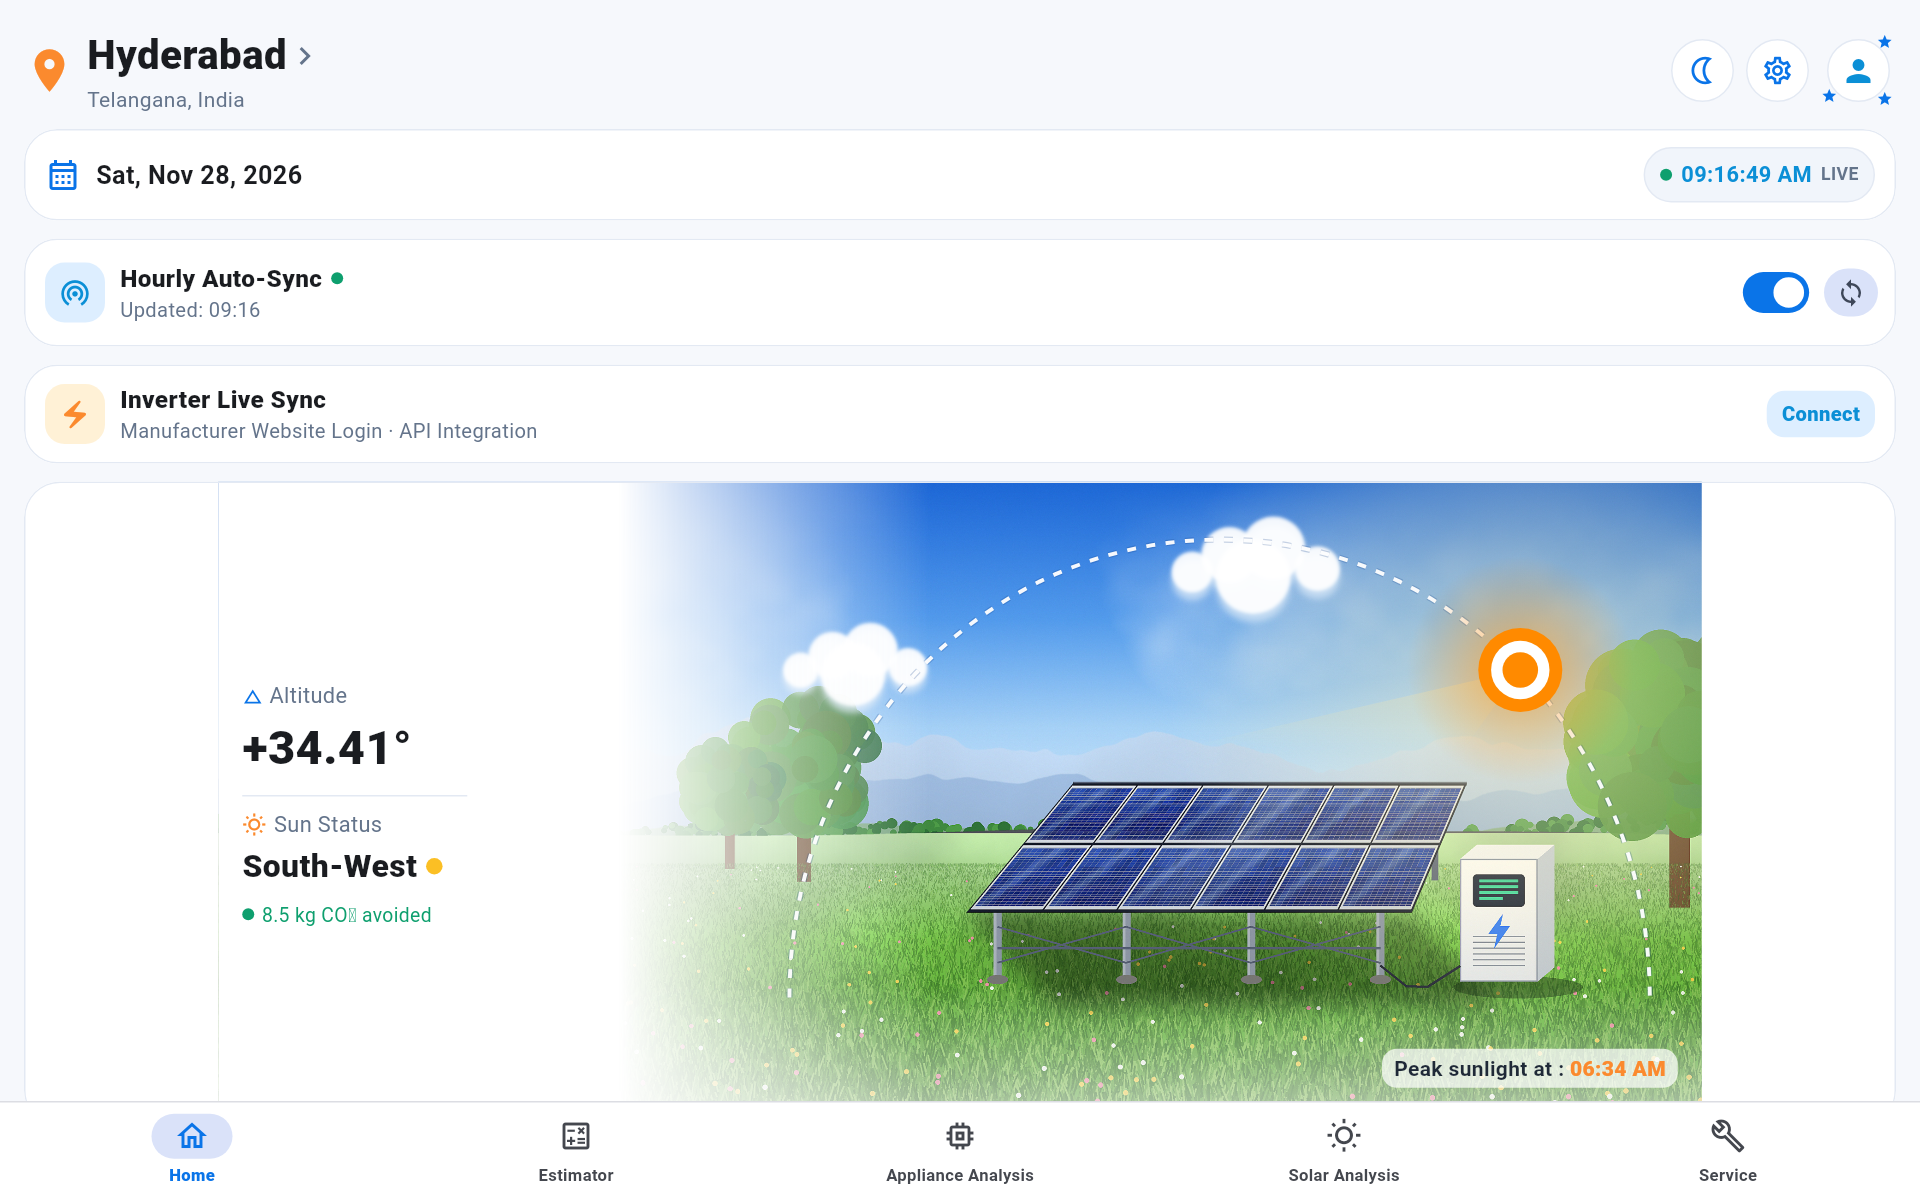 Hyderabad
Telangana, India
Sat, Nov 28, 2026
09:16:49 AM LIVE
Hourly Auto-Sync
Updated: 09:16
Inverter Live Sync
Manufacturer Website Login · API Integration
Connect
Altitude
+34.41°
Sun Status
South-West
8.5 kg CO▯ avoided
Peak sunlight at : 06:34 AM
Home
Estimator
Appliance Analysis
Solar Analysis
Service